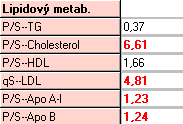 Lipidový metab.
P/S--TG 0,37
P/S--Cholesterol 6,61
P/S--HDL 1,66
qS--LDL 4,81
P/S--Apo A-I 1,23
P/S--Apo B 1,24